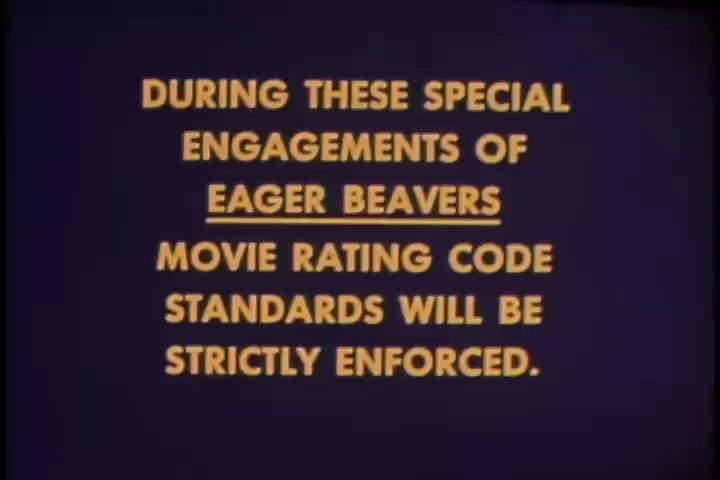 DURING THESE SPECIAL
ENGAGEMENTS OF
EAGER BEAVERS
MOVIE RATING CODE
STANDARDS WILL BE
STRICTLY ENFORCED.